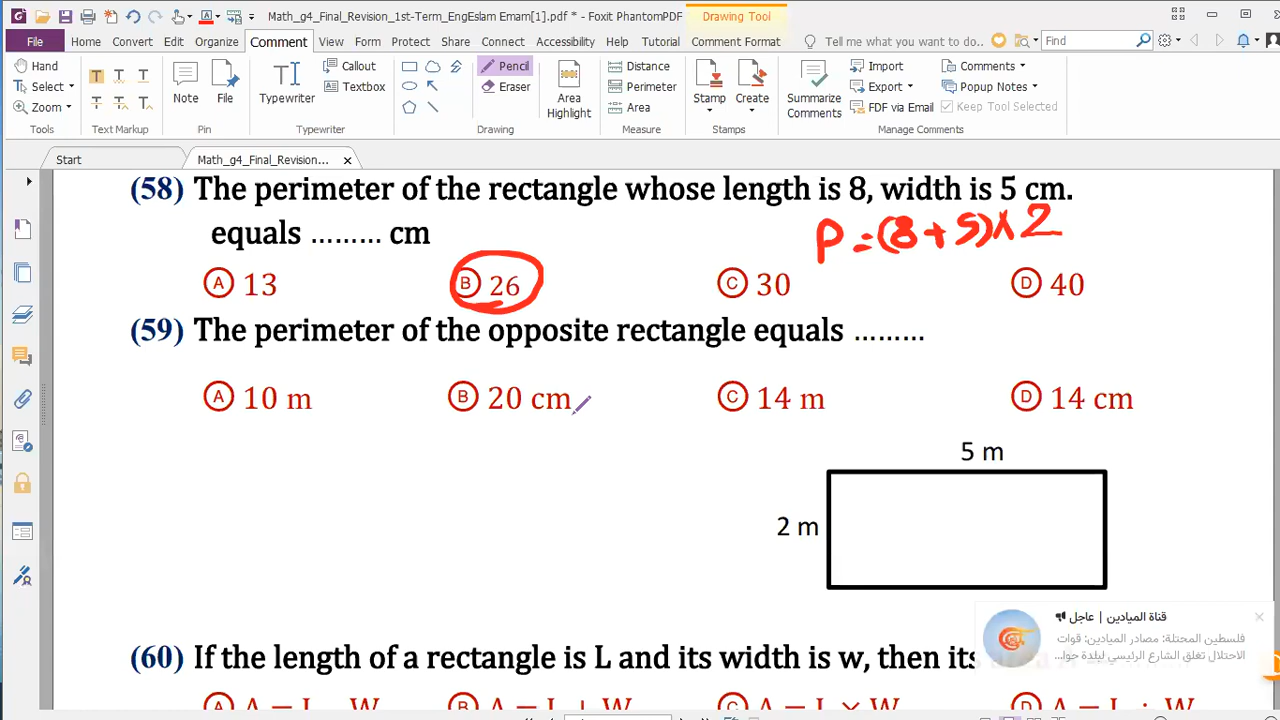 Math_g4_Final_Revision_1st-Term_EngEslam Emam[1].pdf * - Foxit PhantomPDF
Drawing Tool
File Home Convert Edit Organize Comment View Form Protect Share Connect Accessibility Help Tutorial Comment Format Tell me what you want to do.. Find
Hand
Select
Zoom
Tools
Text Markup
Note
File
Pin
Typewriter
Callout
Textbox
Typewriter
Pencil
Eraser
Drawing
Area Highlight
Distance
Perimeter
Area
Measure
Stamp
Create
Stamps
Summarize Comments
Import
Export
FDF via Email
Comments
Popup Notes
Keep Tool Selected
Manage Comments
Start
Math_g4_Final_Revision...
(58) The perimeter of the rectangle whose length is 8, width is 5 cm.
equals ……… cm
P = (8+5)×2
A 13 B 26 C 30 D 40
(59) The perimeter of the opposite rectangle equals ………
A 10 m B 20 cm C 14 m D 14 cm
5 m
2 m
قناة الميادين | عاجل
فلسطين المحتلة: مصادر الميادين: قوات
الاحتلال تغلق الشارع الرئيسي لبلدة حوا...
(60) If the length of a rectangle is L and its width is w, then its
A A = L W B A = L + W C A = L × W D A = L ÷ W